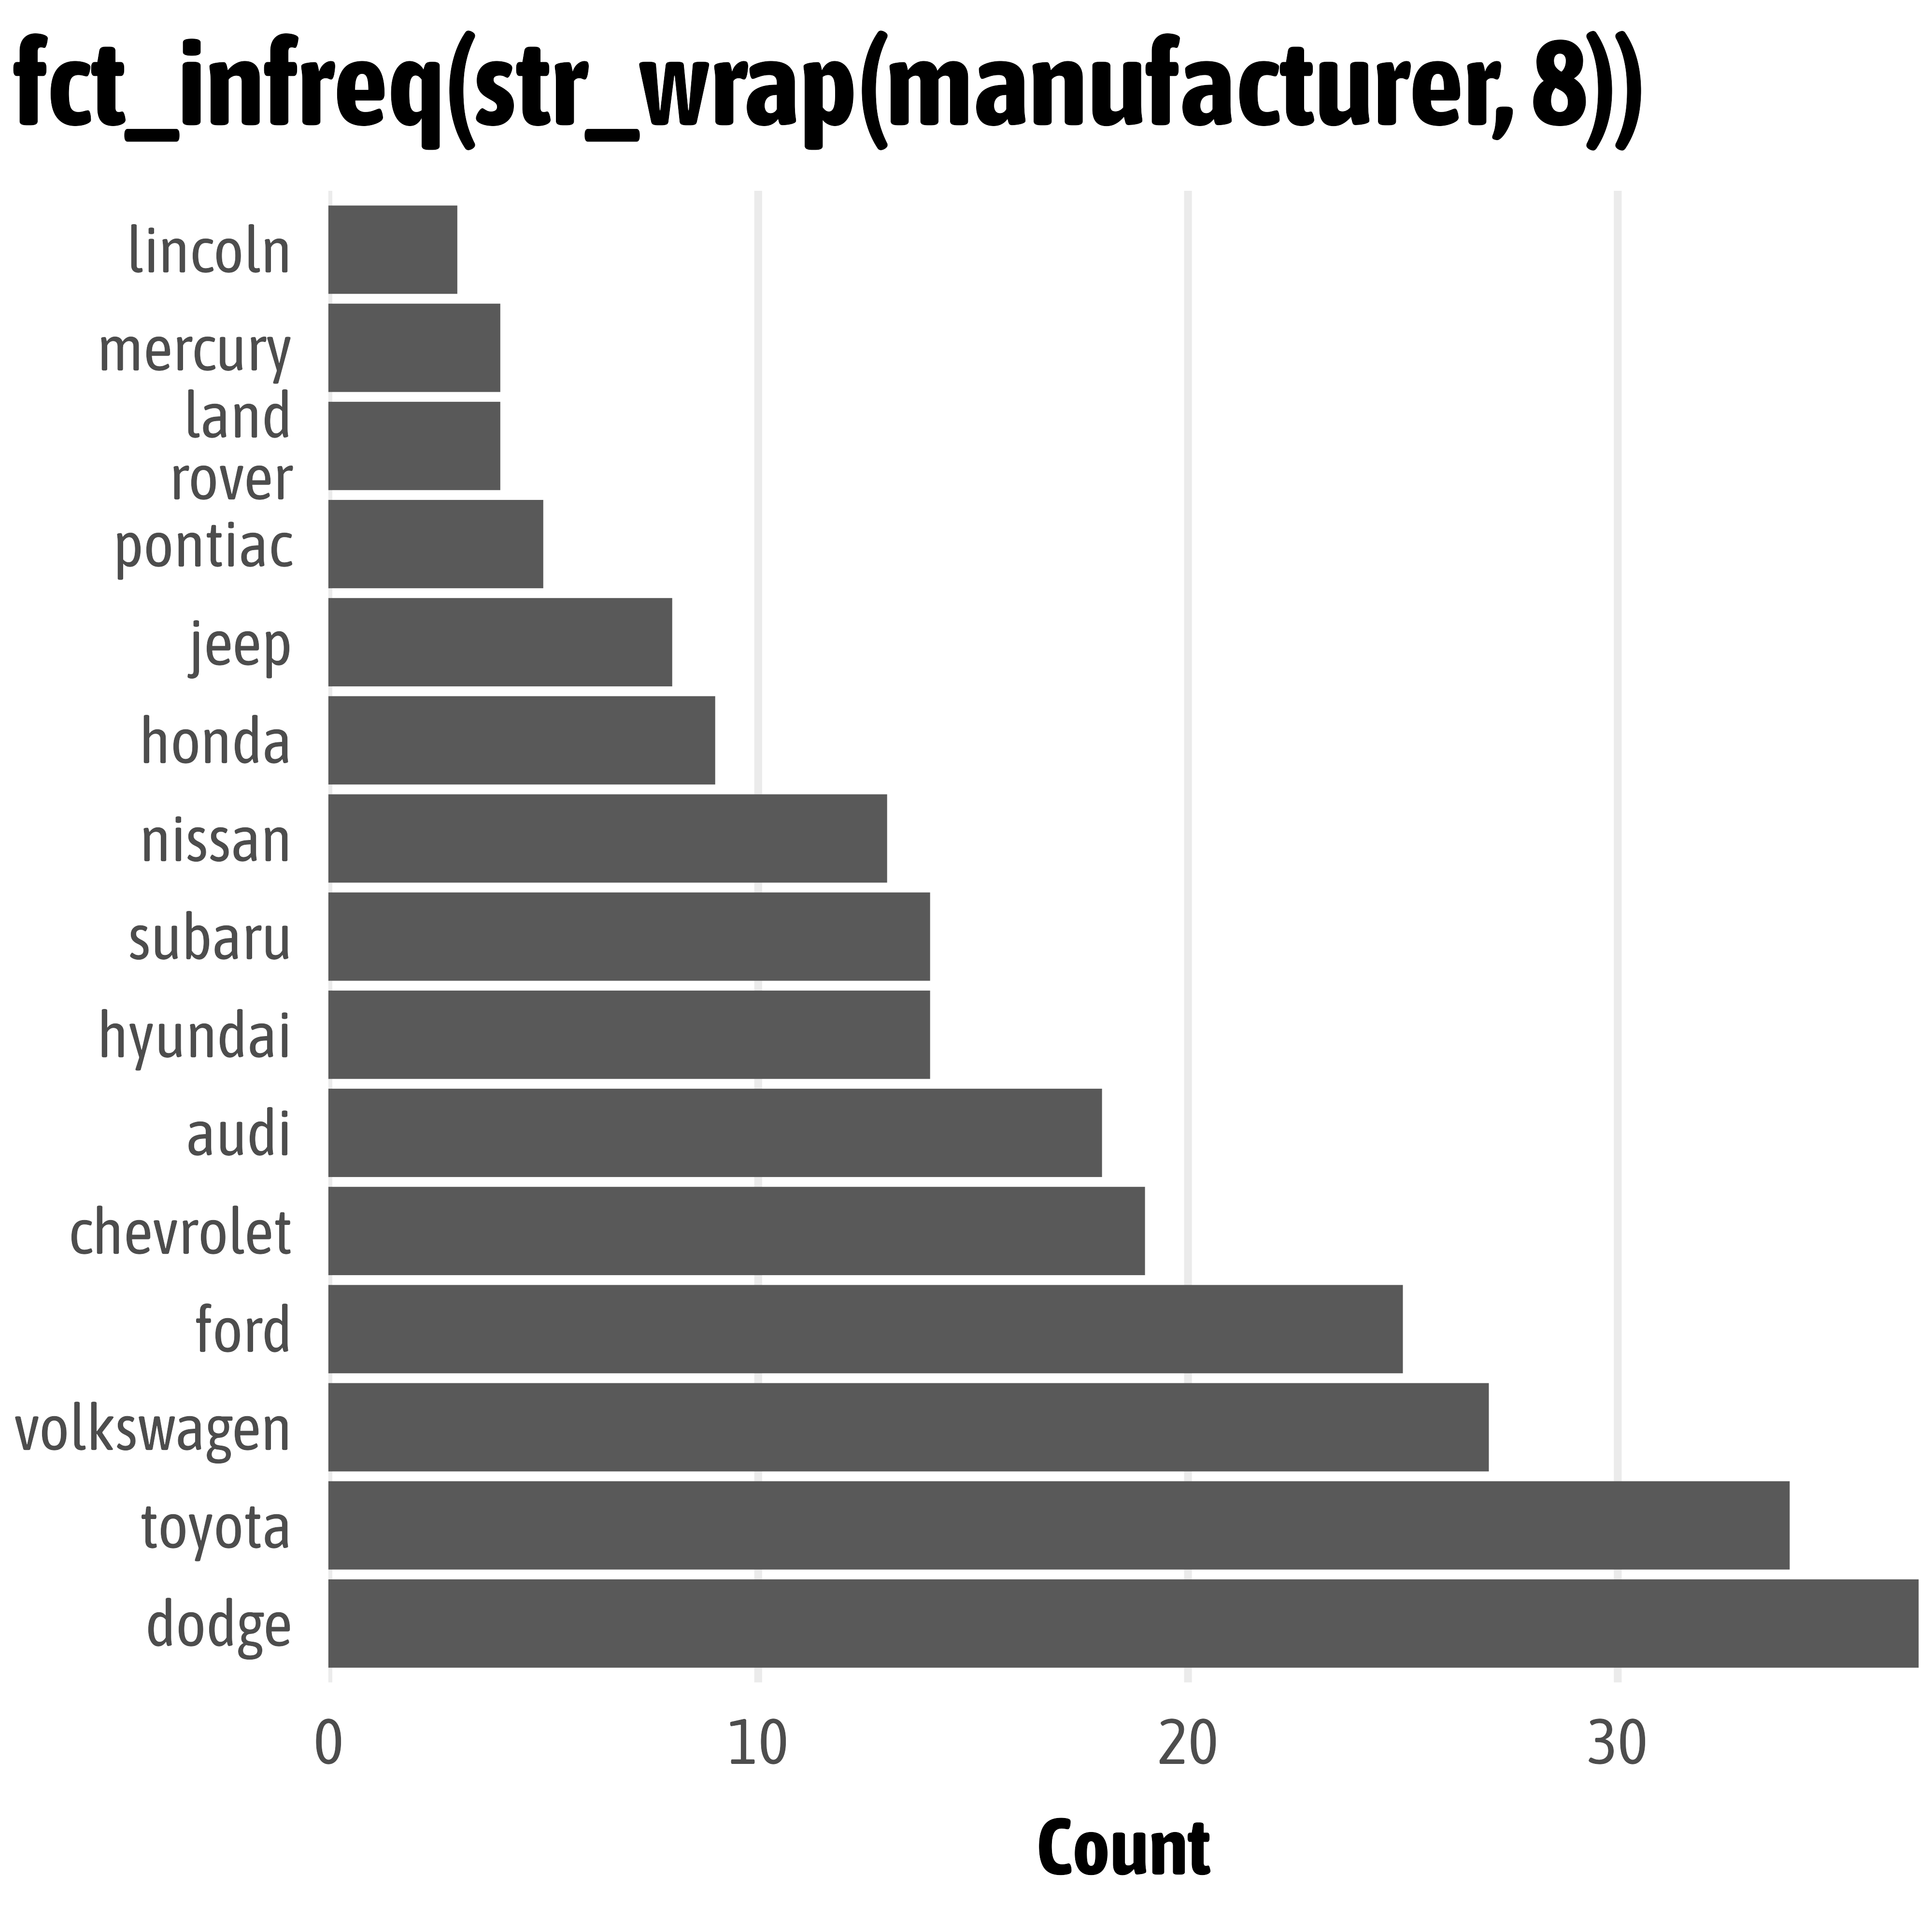 fct_infreq(str_wrap(manufacturer, 8))
lincoln
mercury
land
rover
pontiac
jeep
honda
nissan
subaru
hyundai
audi
chevrolet
ford
volkswagen
toyota
dodge
0 10 20 30
Count